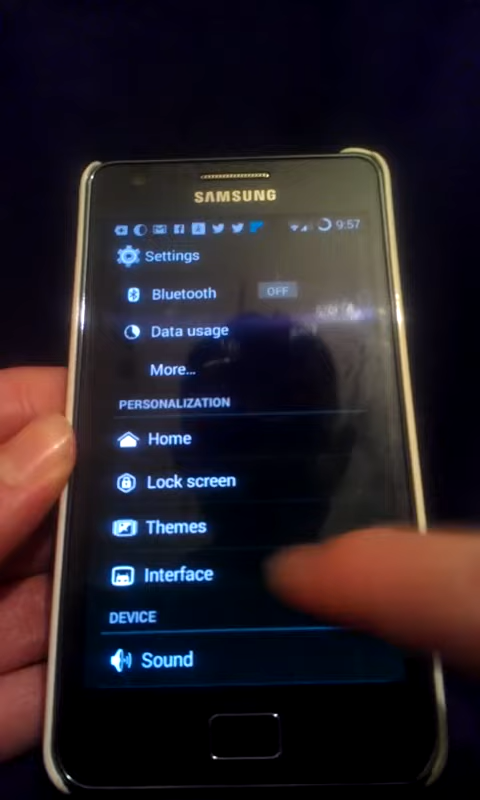 SAMSUNG
9:57
Settings
Bluetooth OFF
Data usage
More...
PERSONALIZATION
Home
Lock screen
Themes
Interface
DEVICE
Sound